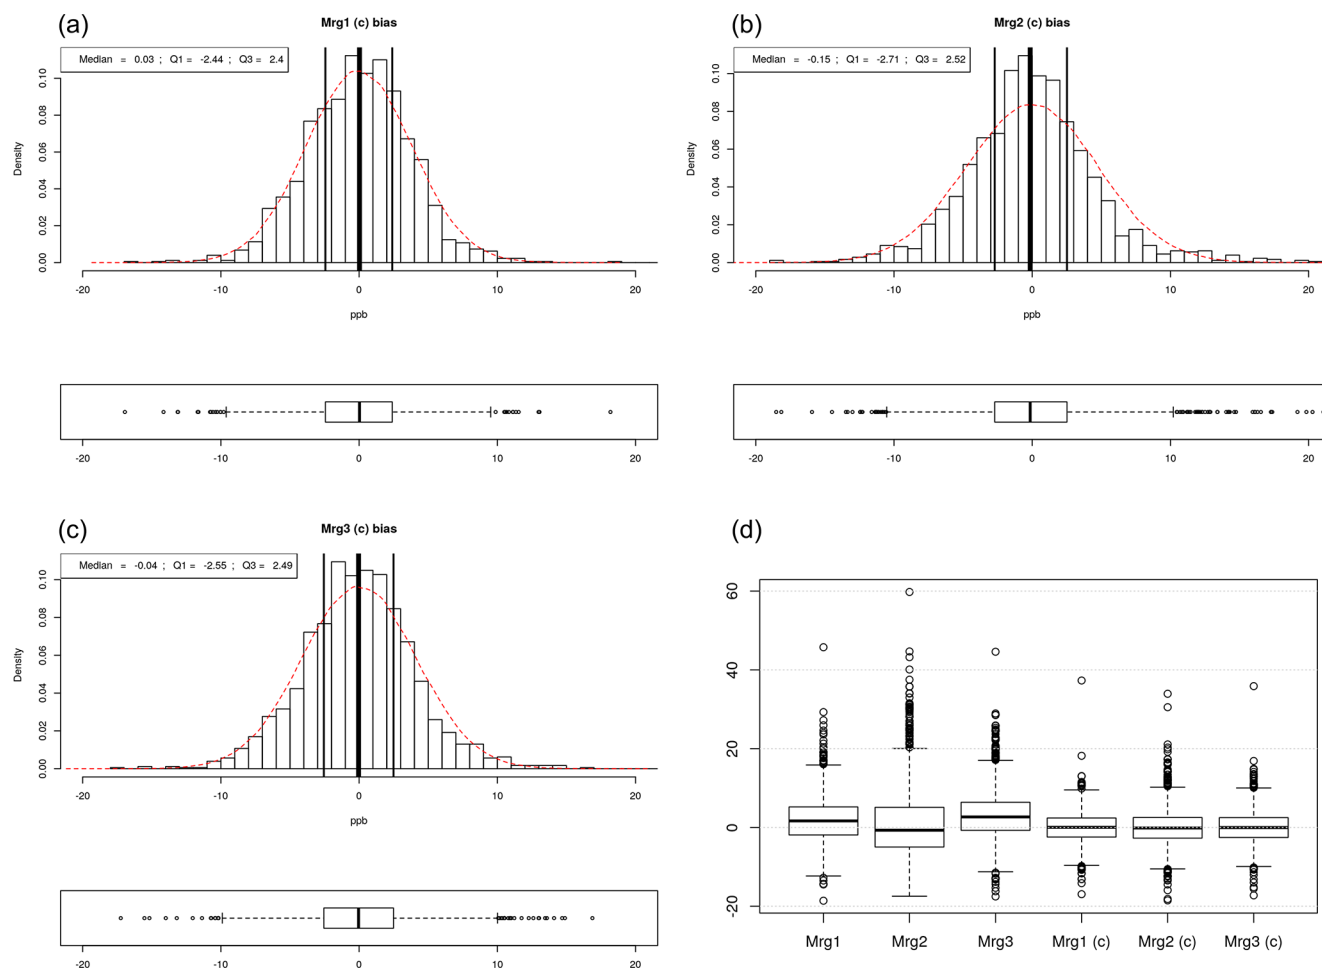 (a)
Mrg1 (c) bias
Median = 0.03 ; Q1 = -2.44 ; Q3 = 2.4
Density
0.00 0.02 0.04 0.06 0.08 0.10
-20 -10 0 10 20
ppb
-20 -10 0 10 20
(b)
Mrg2 (c) bias
Median = -0.15 ; Q1 = -2.71 ; Q3 = 2.52
Density
0.00 0.02 0.04 0.06 0.08 0.10
-20 -10 0 10 20
ppb
-20 -10 0 10 20
(c)
Mrg3 (c) bias
Median = -0.04 ; Q1 = -2.55 ; Q3 = 2.49
Density
0.00 0.02 0.04 0.06 0.08 0.10
-20 -10 0 10 20
ppb
-20 -10 0 10 20
(d)
-20 0 20 40 60
Mrg1 Mrg2 Mrg3 Mrg1 (c) Mrg2 (c) Mrg3 (c)